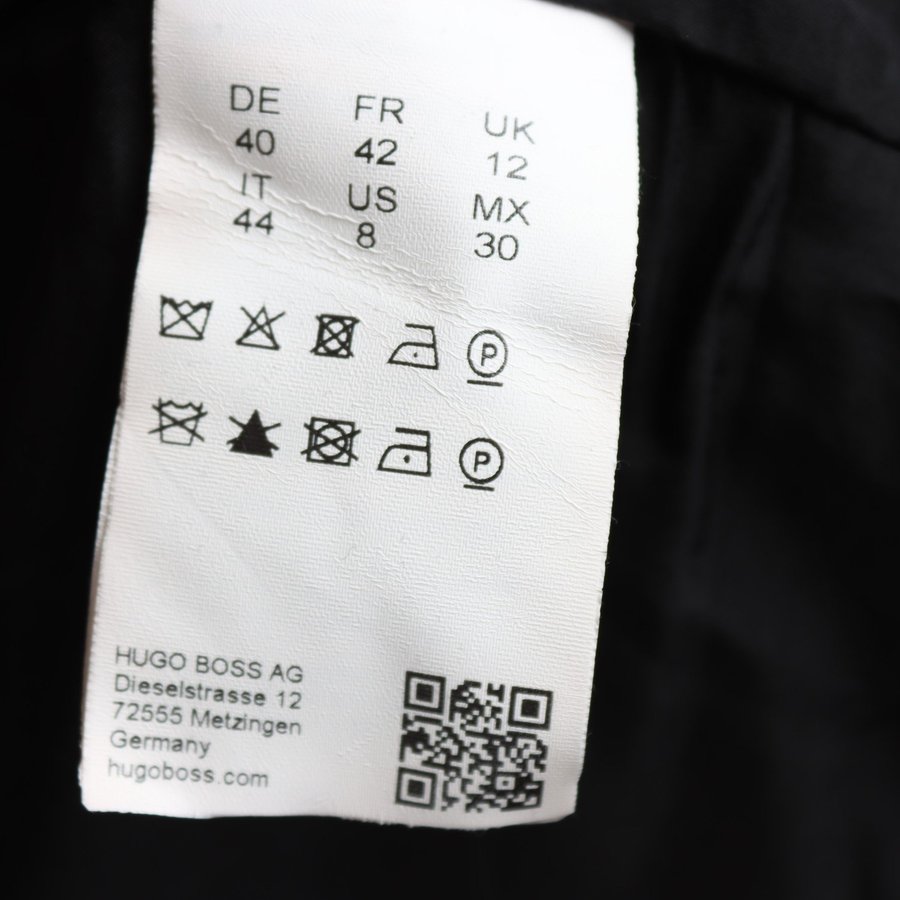 DE FR UK
40 42 12
IT US MX
44 8 30
P
P
HUGO BOSS AG
Dieselstrasse 12
72555 Metzingen
Germany
hugoboss.com